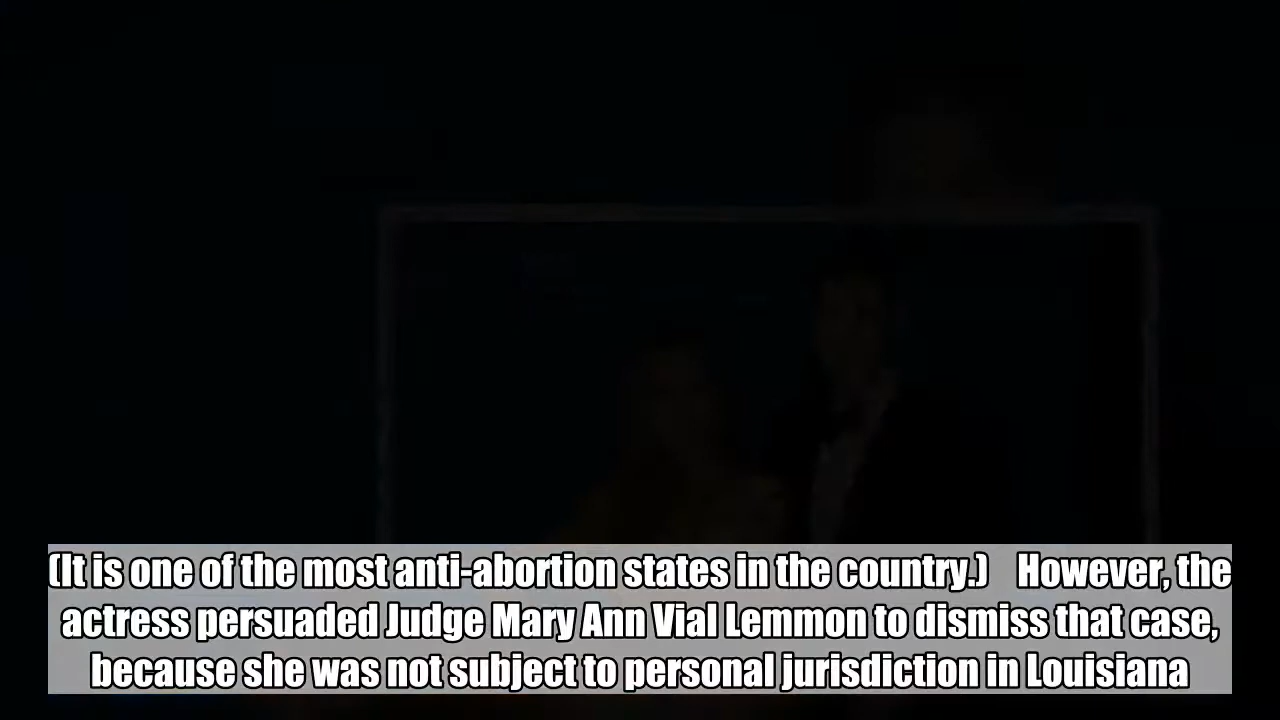 (It is one of the most anti-abortion states in the country.) However, the
actress persuaded Judge Mary Ann Vial Lemmon to dismiss that case,
because she was not subject to personal jurisdiction in Louisiana